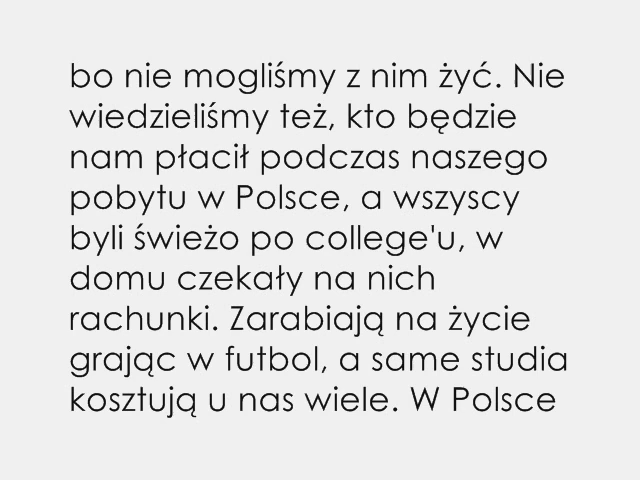 bo nie mogliśmy z nim żyć. Nie
wiedzieliśmy też, kto będzie
nam płacił podczas naszego
pobytu w Polsce, a wszyscy
byli świeżo po college'u, w
domu czekały na nich
rachunki. Zarabiają na życie
grając w futbol, a same studia
kosztują u nas wiele. W Polsce